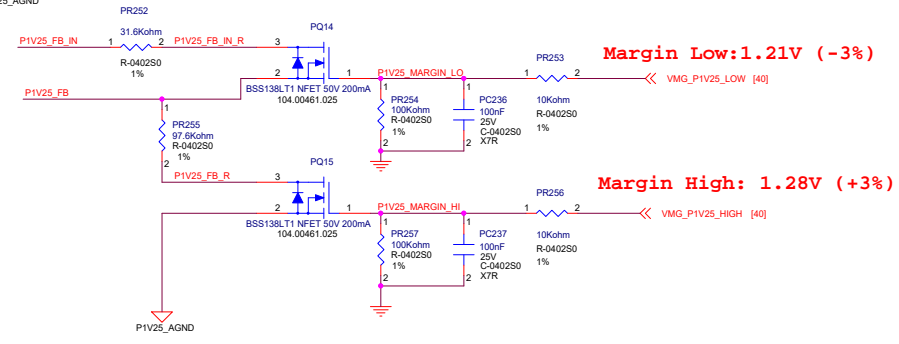 25_AGND
PR252
31.6Kohm
P1V25_FB_IN 1 2 P1V25_FB_IN_R 3
R-0402S0
1%
PQ14
2 1 P1V25_MARGIN_LO
BSS138LT1 NFET 50V 200mA
104.00461.025
P1V25_FB
1
PR255
97.6Kohm
R-0402S0
1%
2
P1V25_FB_R 3
1
PR254
100Kohm
R-0402S0
1%
2
1
PC236
100nF
25V
C-0402S0
X7R
2
PR253
1 2
10Kohm
R-0402S0
1%
Margin Low:1.21V (-3%)
VMG_P1V25_LOW [40]
PQ15
2 1 P1V25_MARGIN_HI
BSS138LT1 NFET 50V 200mA
104.00461.025
1
PR257
100Kohm
R-0402S0
1%
2
1
PC237
100nF
25V
C-0402S0
X7R
2
PR256
1 2
10Kohm
R-0402S0
1%
Margin High: 1.28V (+3%)
VMG_P1V25_HIGH [40]
P1V25_AGND